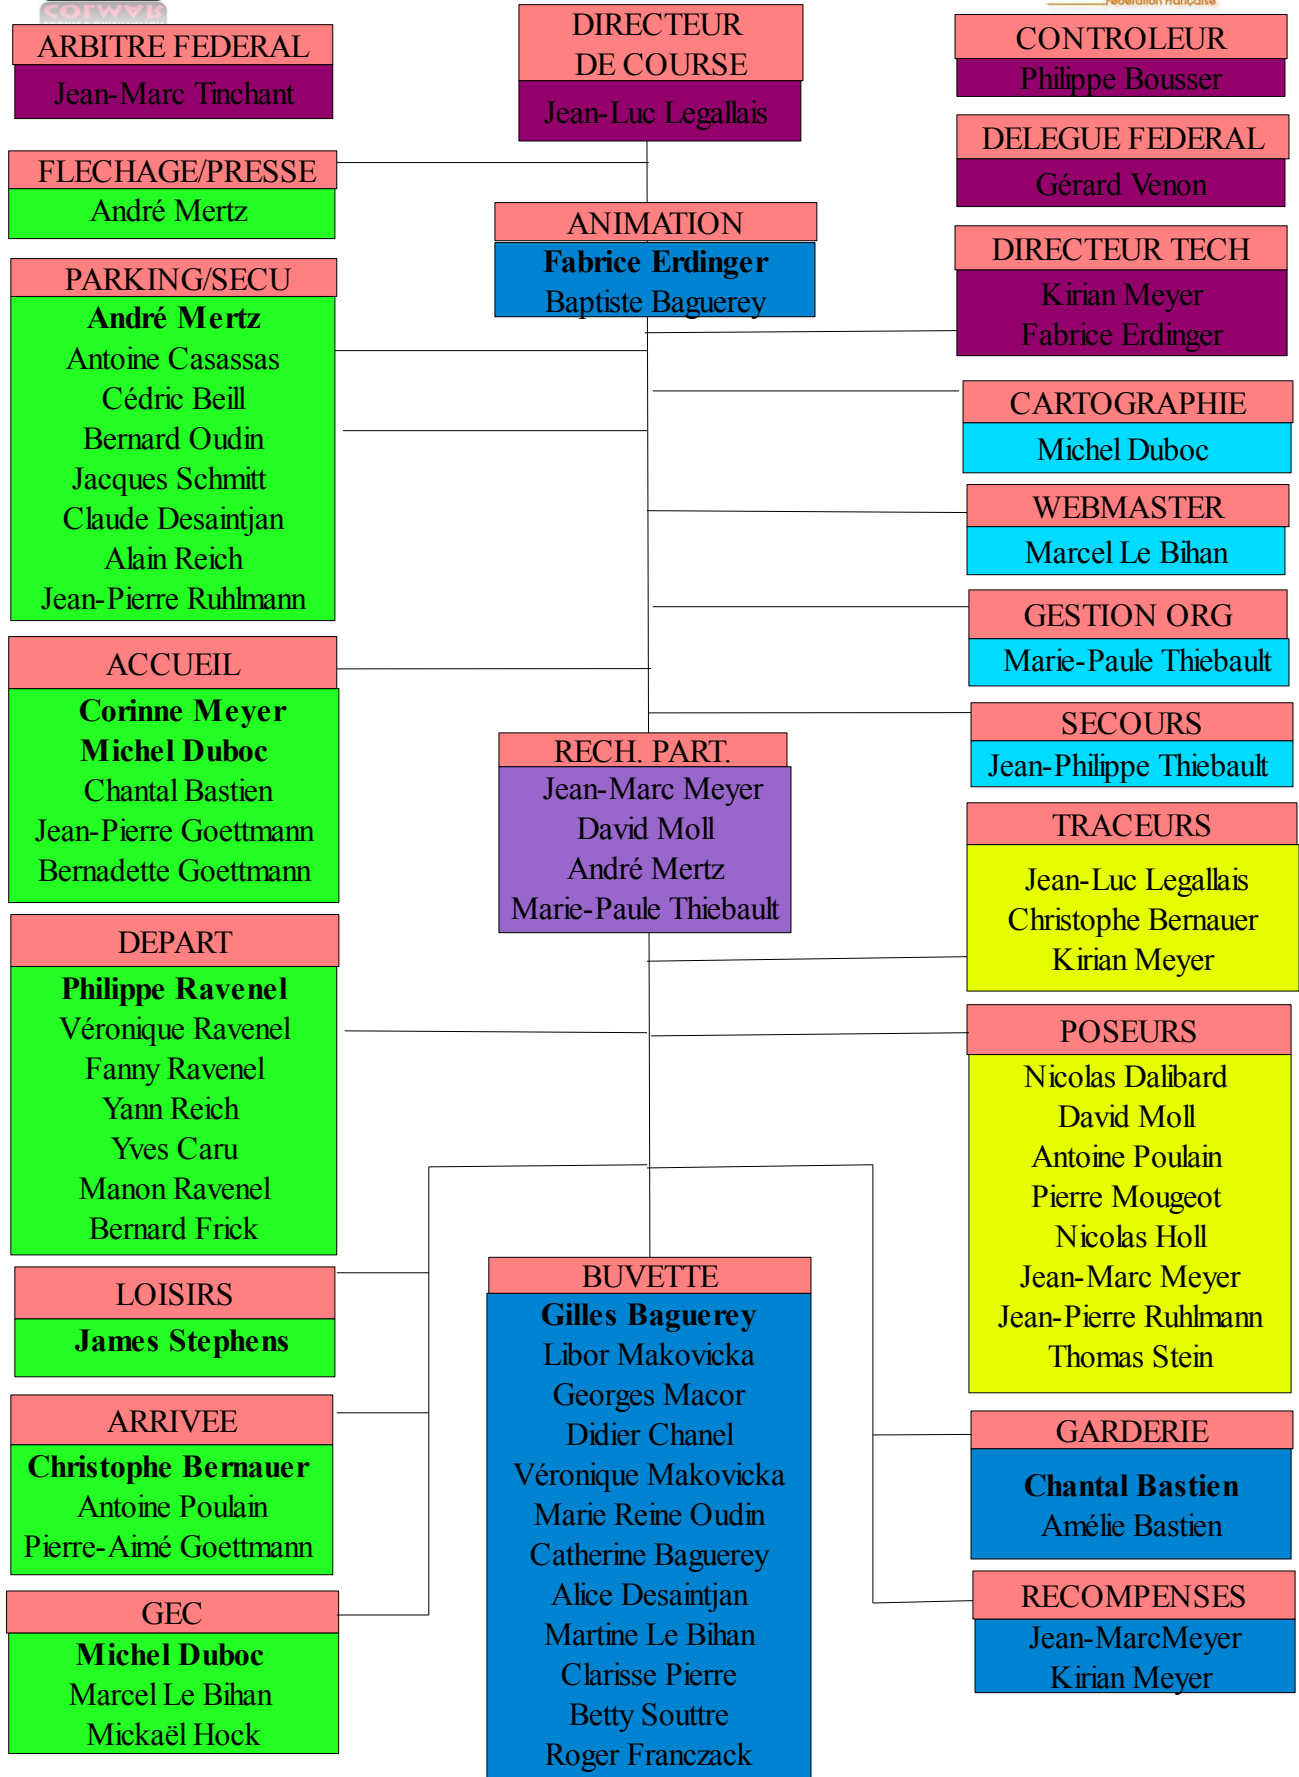 COLMAR
Fédération Française
ARBITRE FEDERAL
Jean-Marc Tinchant
DIRECTEUR
DE COURSE
Jean-Luc Legallais
CONTROLEUR
Philippe Bousser
DELEGUE FEDERAL
Gérard Venon
FLECHAGE/PRESSE
André Mertz
ANIMATION
Fabrice Erdinger
Baptiste Baguerey
DIRECTEUR TECH
Kirian Meyer
Fabrice Erdinger
PARKING/SECU
André Mertz
Antoine Casassas
Cédric Beill
Bernard Oudin
Jacques Schmitt
Claude Desaintjan
Alain Reich
Jean-Pierre Ruhlmann
CARTOGRAPHIE
Michel Duboc
WEBMASTER
Marcel Le Bihan
GESTION ORG
Marie-Paule Thiebault
ACCUEIL
Corinne Meyer
Michel Duboc
Chantal Bastien
Jean-Pierre Goettmann
Bernadette Goettmann
SECOURS
Jean-Philippe Thiebault
RECH. PART.
Jean-Marc Meyer
David Moll
André Mertz
Marie-Paule Thiebault
TRACEURS
Jean-Luc Legallais
Christophe Bernauer
Kirian Meyer
DEPART
Philippe Ravenel
Véronique Ravenel
Fanny Ravenel
Yann Reich
Yves Caru
Manon Ravenel
Bernard Frick
POSEURS
Nicolas Dalibard
David Moll
Antoine Poulain
Pierre Mougeot
Nicolas Holl
Jean-Marc Meyer
Jean-Pierre Ruhlmann
Thomas Stein
LOISIRS
James Stephens
BUVETTE
Gilles Baguerey
Libor Makovicka
Georges Macor
Didier Chanel
Véronique Makovicka
Marie Reine Oudin
Catherine Baguerey
Alice Desaintjan
Martine Le Bihan
Clarisse Pierre
Betty Souttre
Roger Franczack
ARRIVEE
Christophe Bernauer
Antoine Poulain
Pierre-Aimé Goettmann
GARDERIE
Chantal Bastien
Amélie Bastien
GEC
Michel Duboc
Marcel Le Bihan
Mickaël Hock
RECOMPENSES
Jean-MarcMeyer
Kirian Meyer